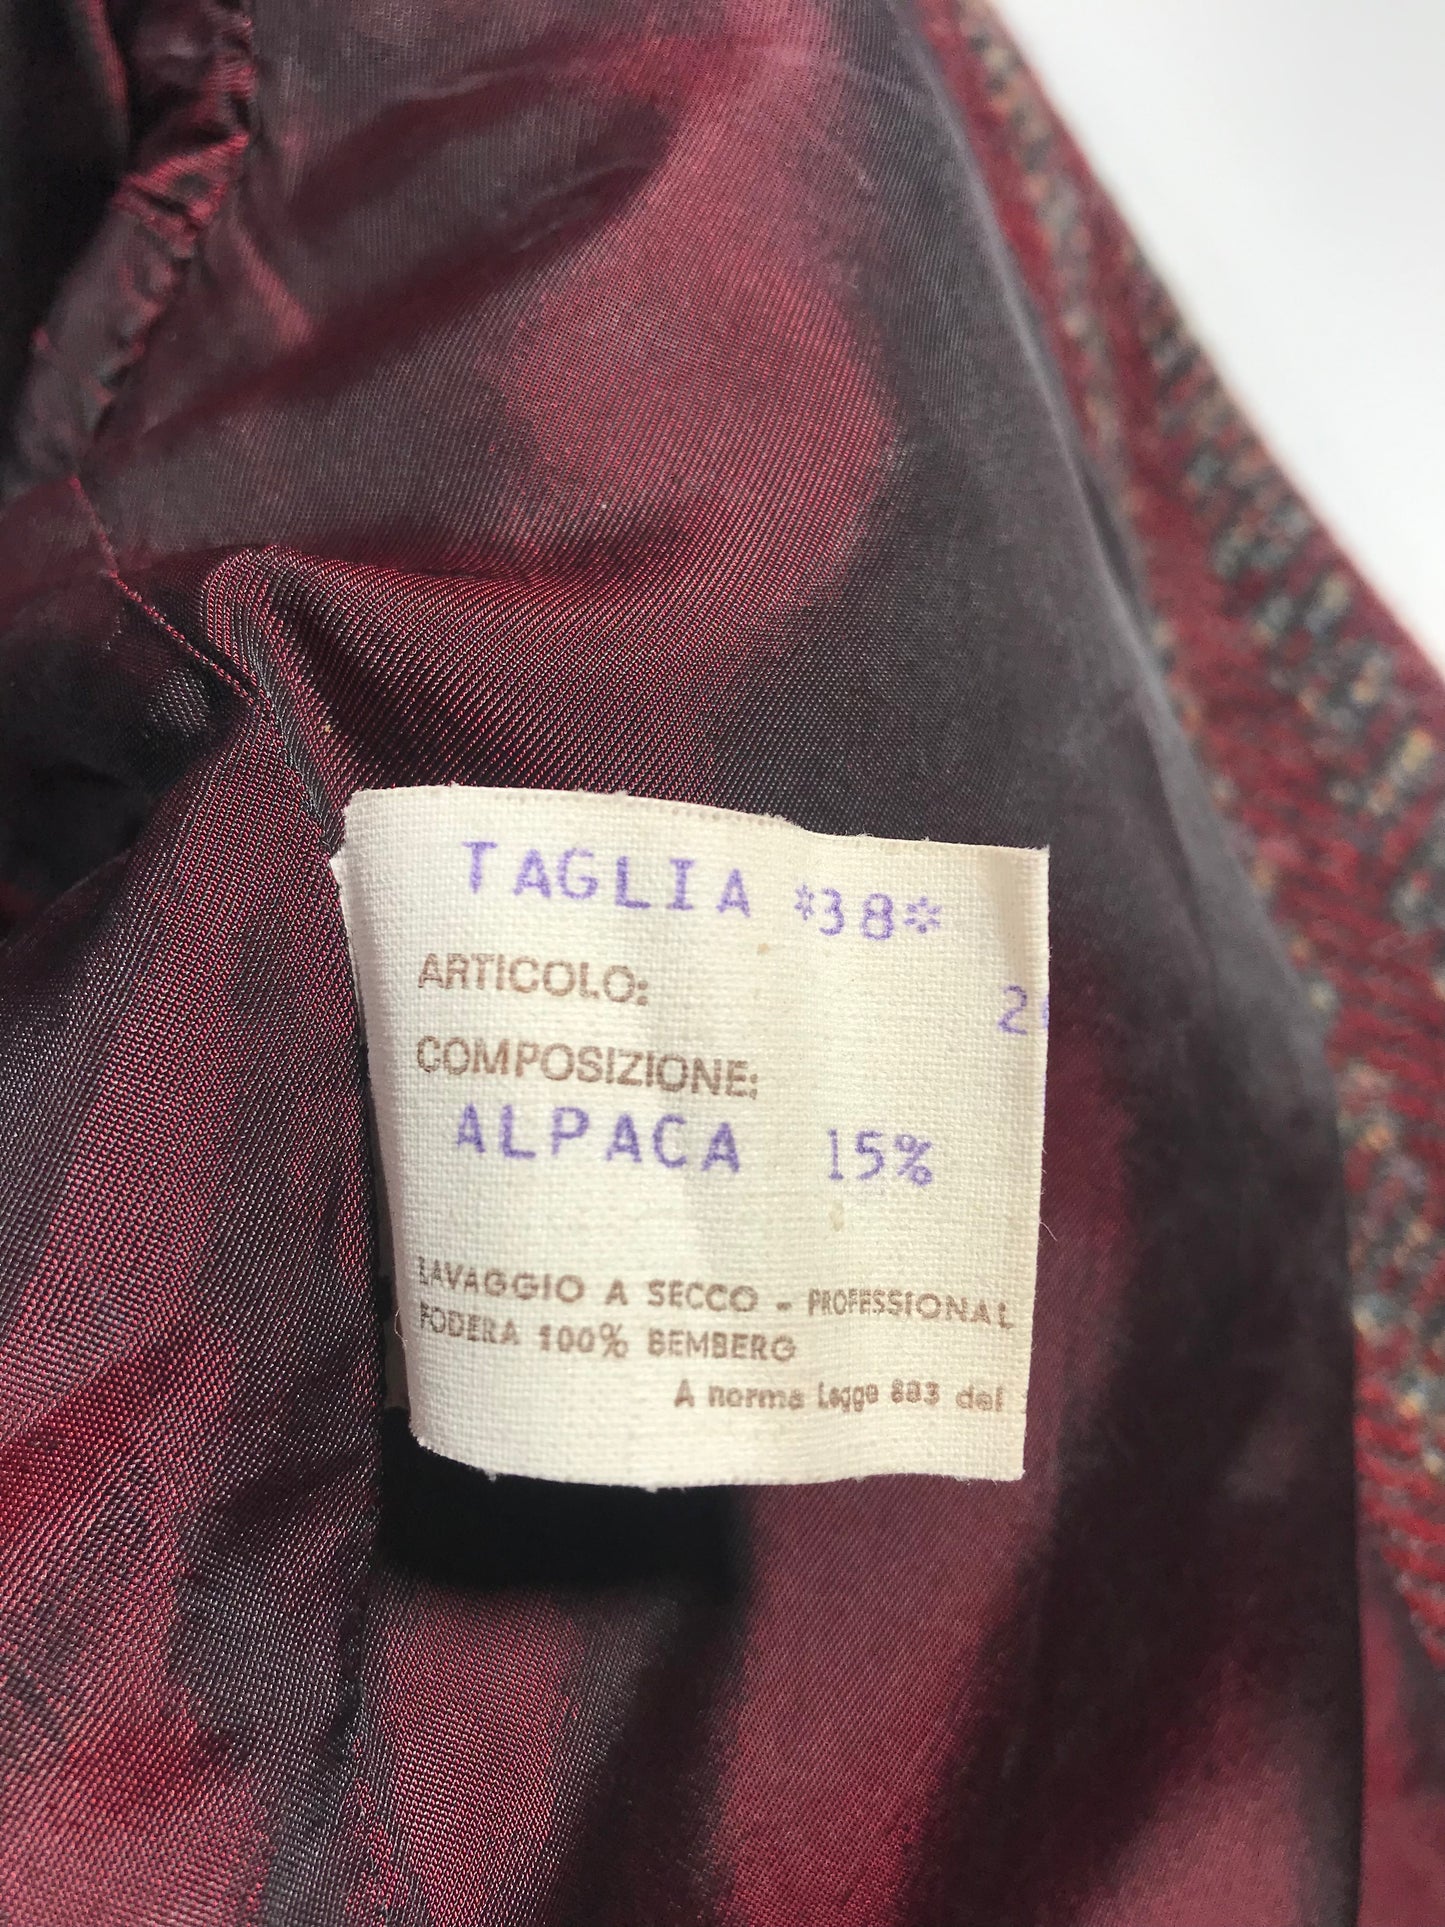 TAGLIA *38*
ARTICOLO:
COMPOSIZIONE:
ALPACA 15%
LAVAGGIO A SECCO - PROFESSIONAL
FODERA 100% BEMBERG
A norma Legge 883 del